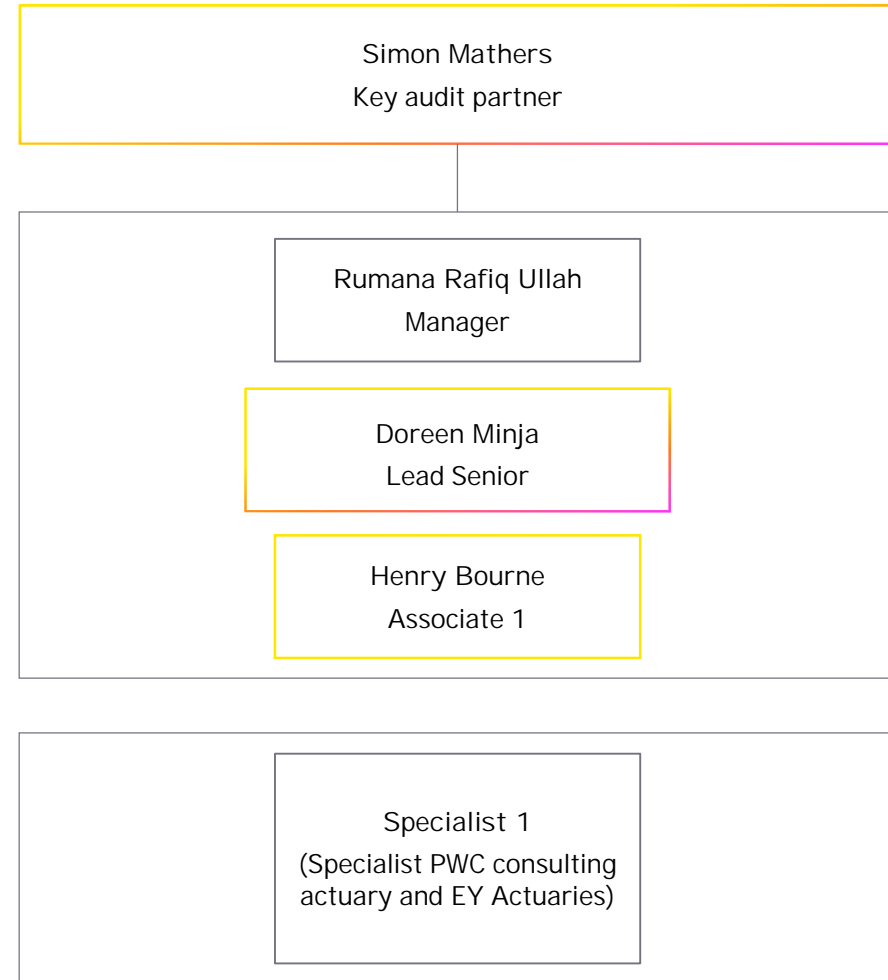 Simon Mathers
Key audit partner
Rumana Rafiq Ullah
Manager
Doreen Minja
Lead Senior
Henry Bourne
Associate 1
Specialist 1
(Specialist PWC consulting
actuary and EY Actuaries)